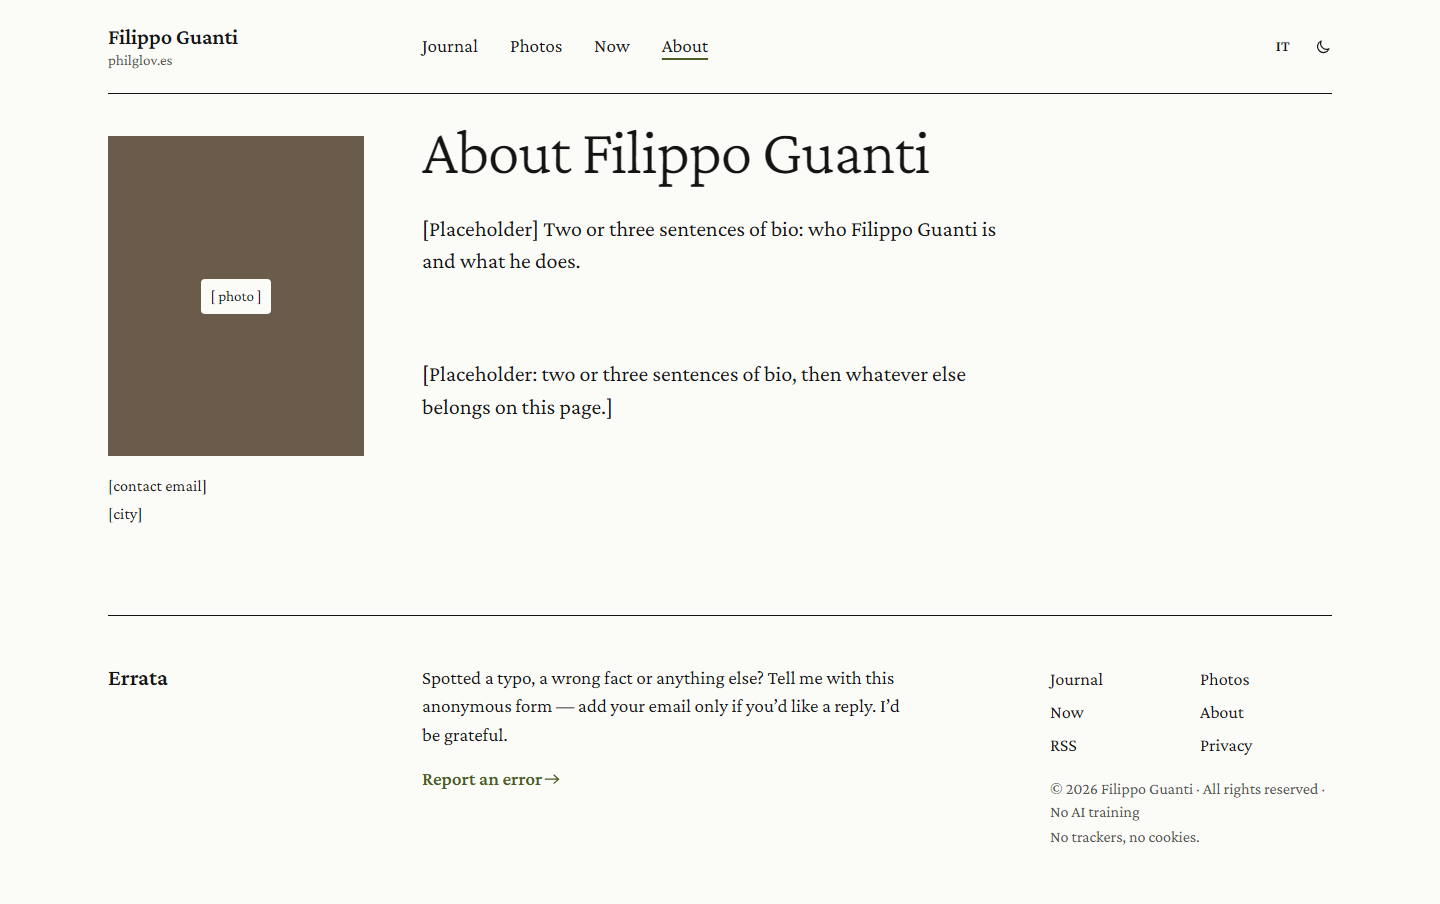 Filippo Guanti
philglov.es
Journal Photos Now About
IT
[ photo ]
[contact email]
[city]
About Filippo Guanti
[Placeholder] Two or three sentences of bio: who Filippo Guanti is
and what he does.
[Placeholder: two or three sentences of bio, then whatever else
belongs on this page.]
Errata
Spotted a typo, a wrong fact or anything else? Tell me with this
anonymous form — add your email only if you’d like a reply. I’d
be grateful.
Report an error→
Journal Photos
Now About
RSS Privacy
© 2026 Filippo Guanti · All rights reserved ·
No AI training
No trackers, no cookies.